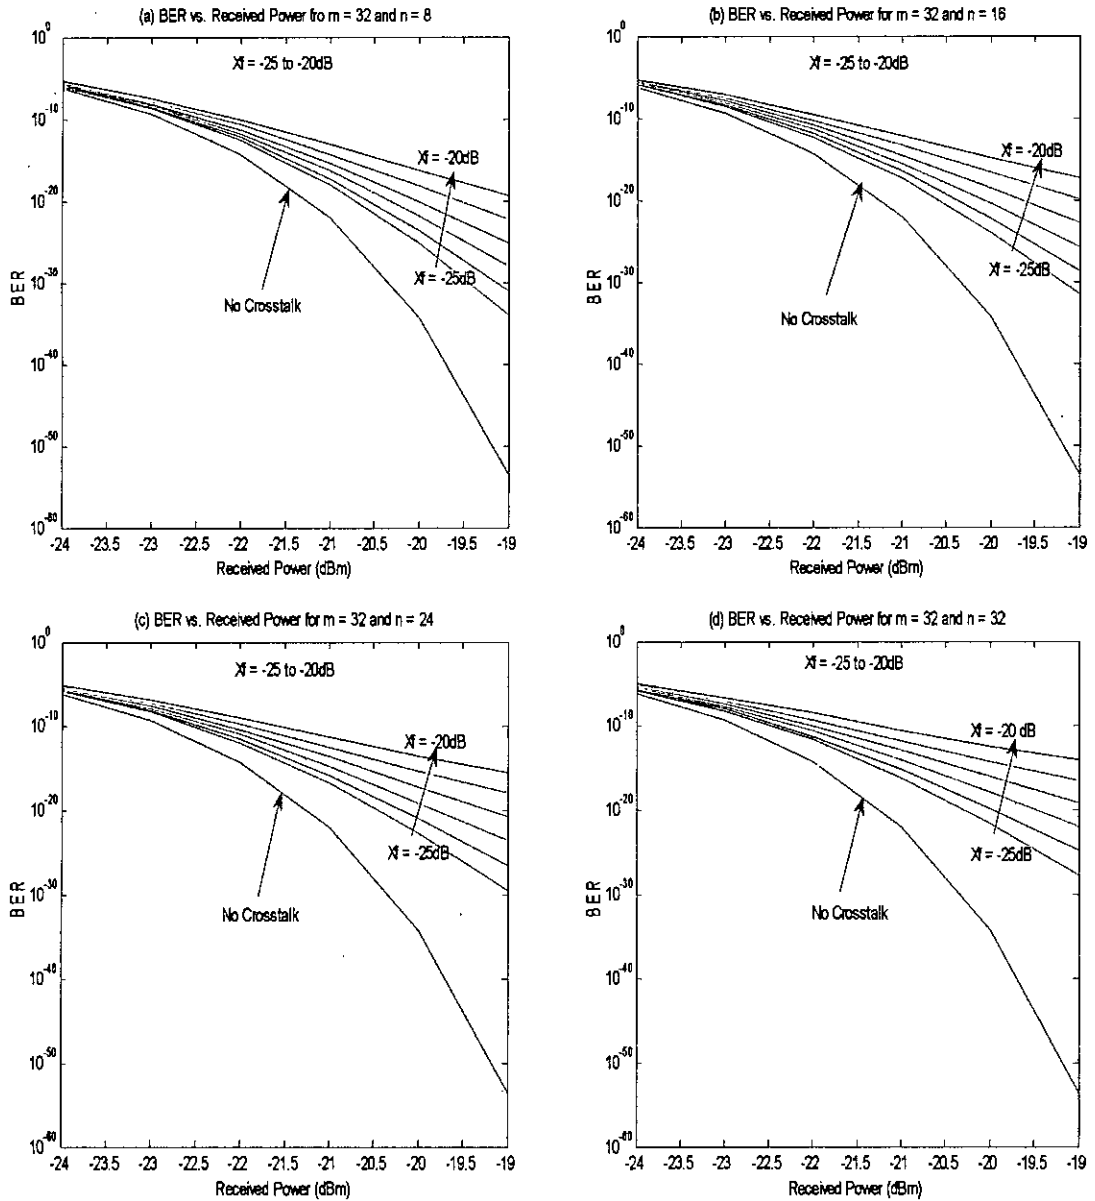 (a) BER vs. Received Power fro m = 32 and n = 8
Xf = -25 to -20dB
Xf = -20dB
Xf = -25dB
No Crosstalk
BER
10^0
10^-10
10^-20
10^-30
10^-40
10^-50
10^-60
-24 -23.5 -23 -22.5 -22 -21.5 -21 -20.5 -20 -19.5 -19
Received Power (dBm)
(b) BER vs. Received Power for m = 32 and n = 16
Xf = -25 to -20dB
Xf = -20dB
Xf = -25dB
No Crosstalk
BER
10^0
10^-10
10^-20
10^-30
10^-40
10^-50
10^-60
-24 -23.5 -23 -22.5 -22 -21.5 -21 -20.5 -20 -19.5 -19
Received Power (dBm)
(c) BER vs. Received Power for m = 32 and n = 24
Xf = -25 to -20dB
Xf = -20dB
Xf = -25dB
No Crosstalk
BER
10^0
10^-10
10^-20
10^-30
10^-40
10^-50
10^-60
-24 -23.5 -23 -22.5 -22 -21.5 -21 -20.5 -20 -19.5 -19
Received Power (dBm)
(d) BER vs. Received Power for m = 32 and n = 32
Xf = -25 to -20dB
Xf = -20 dB
Xf = -25dB
No Crosstalk
BER
10^0
10^-10
10^-20
10^-30
10^-40
10^-50
10^-60
-24 -23.5 -23 -22.5 -22 -21.5 -21 -20.5 -20 -19.5 -19
Received Power (dBm)